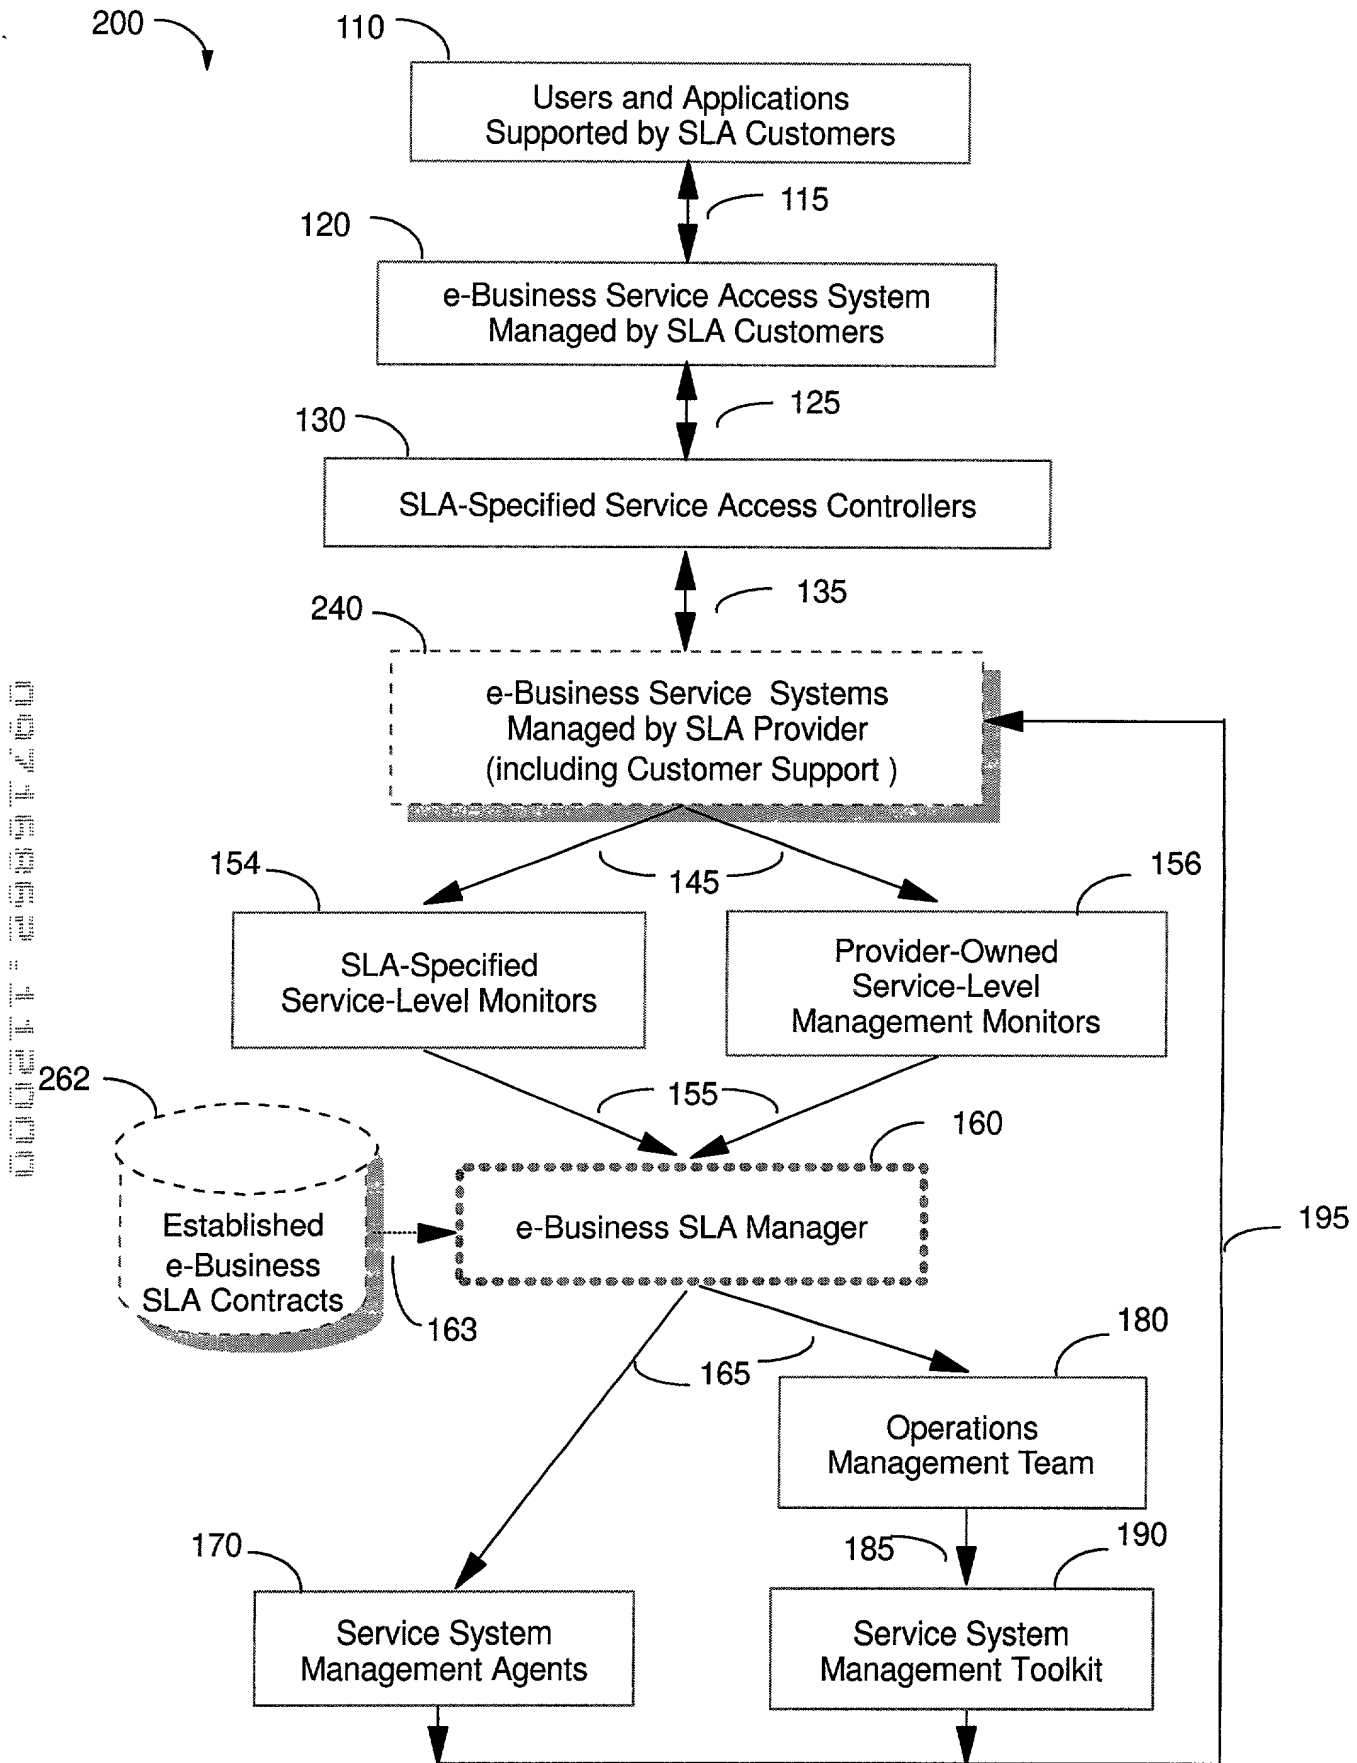 200
110
Users and Applications
Supported by SLA Customers
115
120
e-Business Service Access System
Managed by SLA Customers
125
130
SLA-Specified Service Access Controllers
135
240
e-Business Service Systems
Managed by SLA Provider
(including Customer Support )
154
145
156
SLA-Specified
Service-Level Monitors
Provider-Owned
Service-Level
Management Monitors
262
155
160
Established
e-Business
SLA Contracts
e-Business SLA Manager
195
163
165
180
Operations
Management Team
170
185
190
Service System
Management Agents
Service System
Management Toolkit